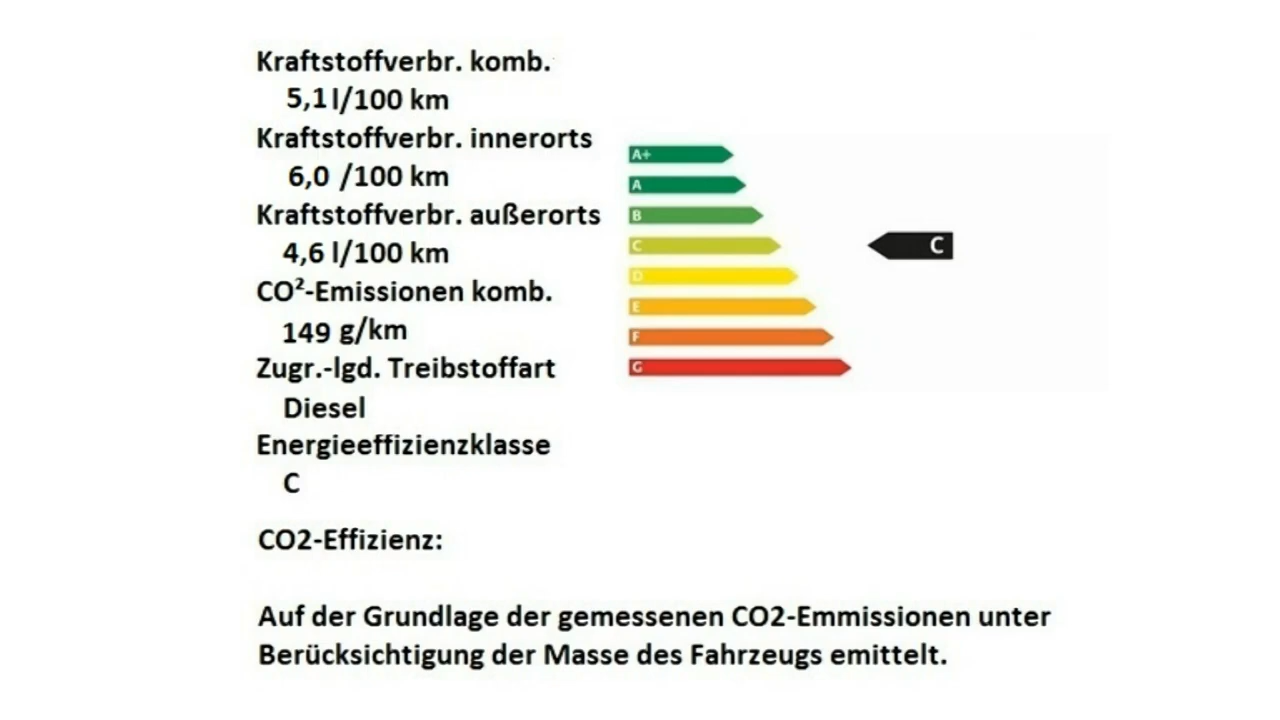 Kraftstoffverbr. komb.
5,1 l/100 km
Kraftstoffverbr. innerorts
6,0 /100 km
Kraftstoffverbr. außerorts
4,6 l/100 km
CO²-Emissionen komb.
149 g/km
Zugr.-lgd. Treibstoffart
Diesel
Energieeffizienzklasse
C
A+
A
B
C
C
D
E
F
G
CO2-Effizienz:
Auf der Grundlage der gemessenen CO2-Emmissionen unter
Berücksichtigung der Masse des Fahrzeugs emittelt.